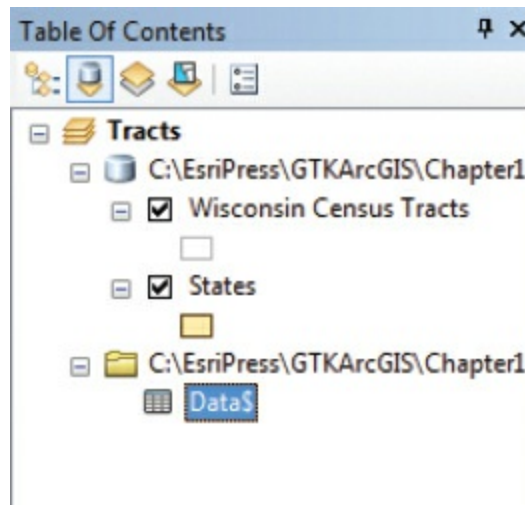 Table Of Contents
Tracts
C:\EsriPress\GTKArcGIS\Chapter1
Wisconsin Census Tracts
States
C:\EsriPress\GTKArcGIS\Chapter1
Data$